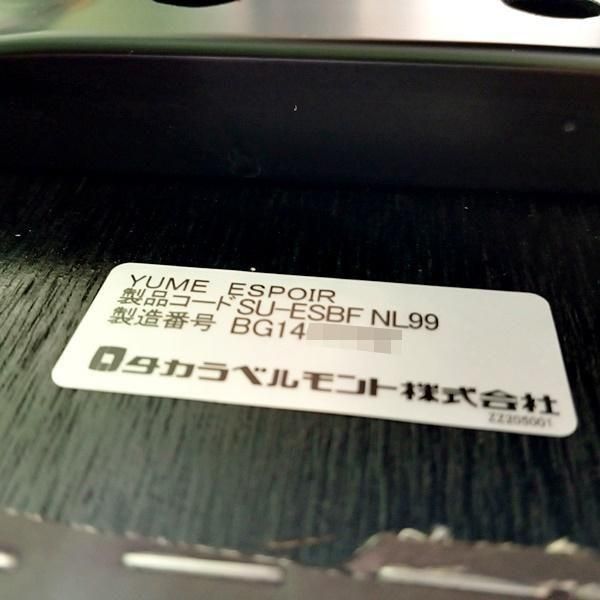 YUME ESPOIR
製品コードSU-ESBF NL99
製造番号 BG14
タカラベルモント株式会社
ZZ205001